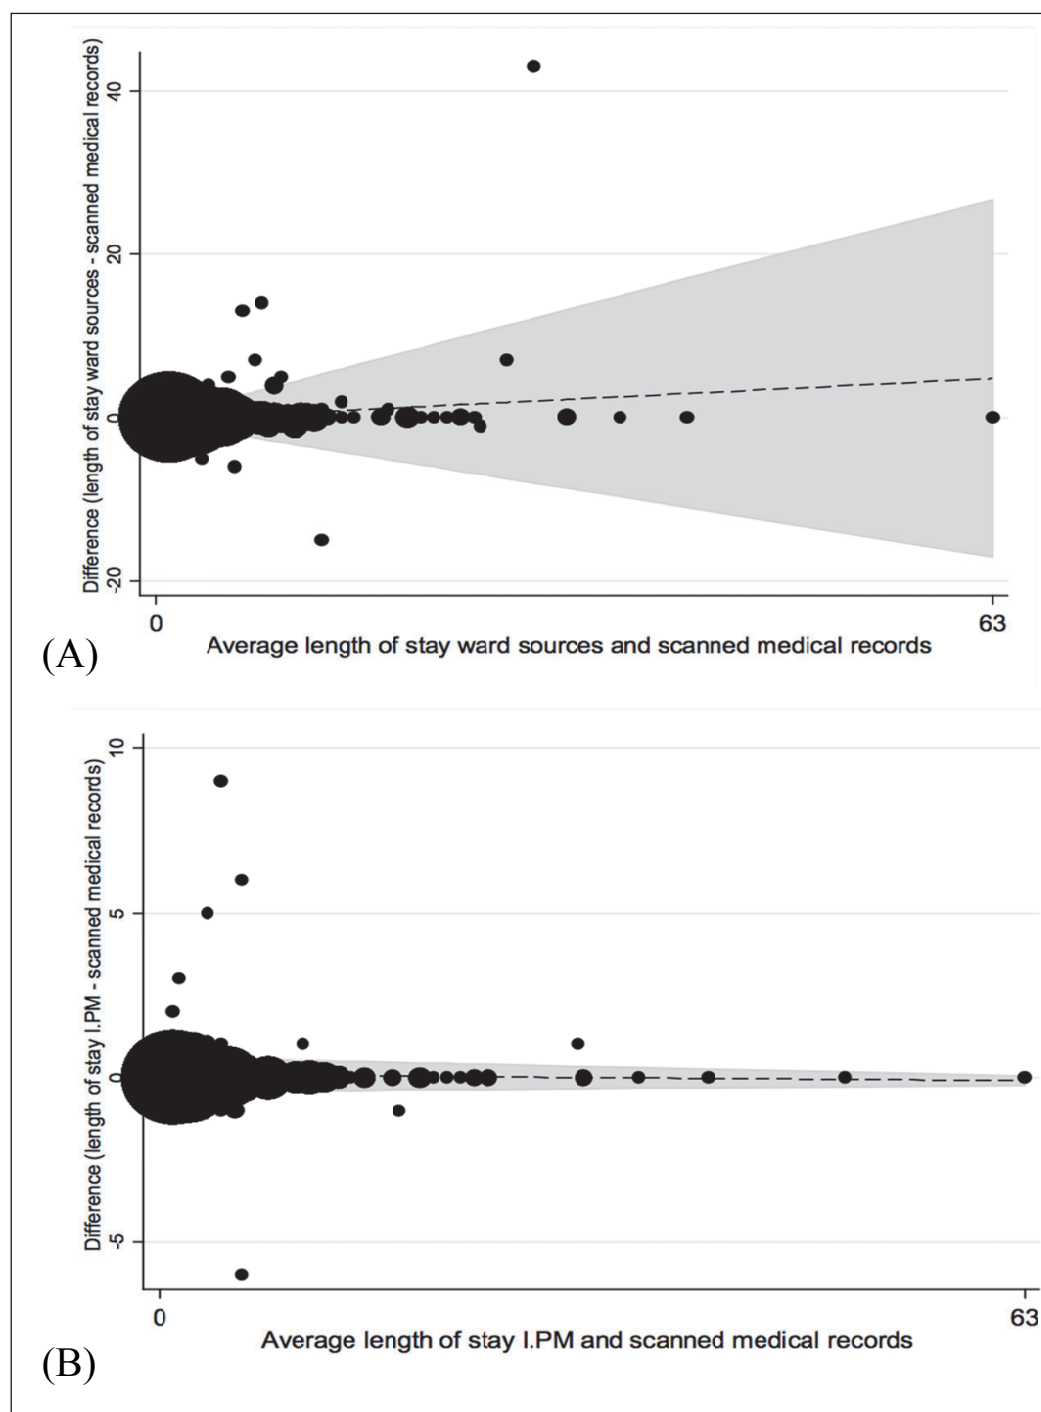 Difference (length of stay ward sources - scanned medical records)
40
20
0
-20
0
63
Average length of stay ward sources and scanned medical records
(A)
Difference (length of stay I.PM - scanned medical records)
10
5
0
-5
0
63
Average length of stay I.PM and scanned medical records
(B)